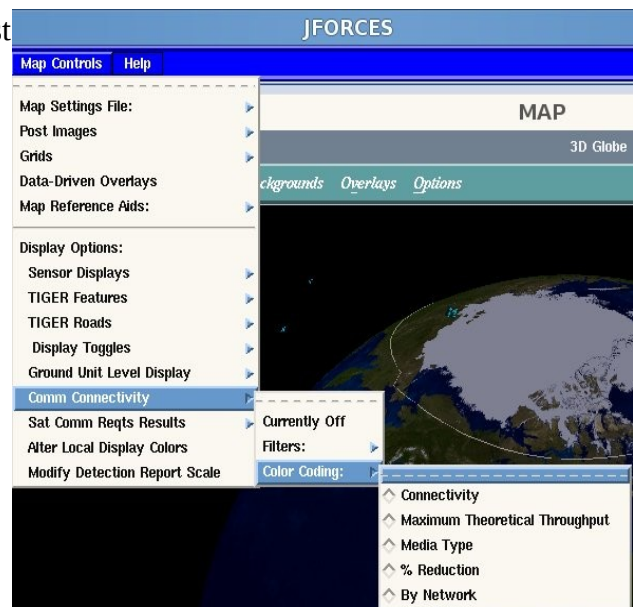 st
JFORCES
Map Controls Help
Map Settings File:
Post Images
Grids
Data-Driven Overlays
Map Reference Aids:
MAP
3D Globe
ckgrounds Overlays Options
Display Options:
Sensor Displays
TIGER Features
TIGER Roads
Display Toggles
Ground Unit Level Display
Comm Connectivity
Sat Comm Reqts Results
Alter Local Display Colors
Modify Detection Report Scale
Currently Off
Filters:
Color Coding:
Connectivity
Maximum Theoretical Throughput
Media Type
% Reduction
By Network